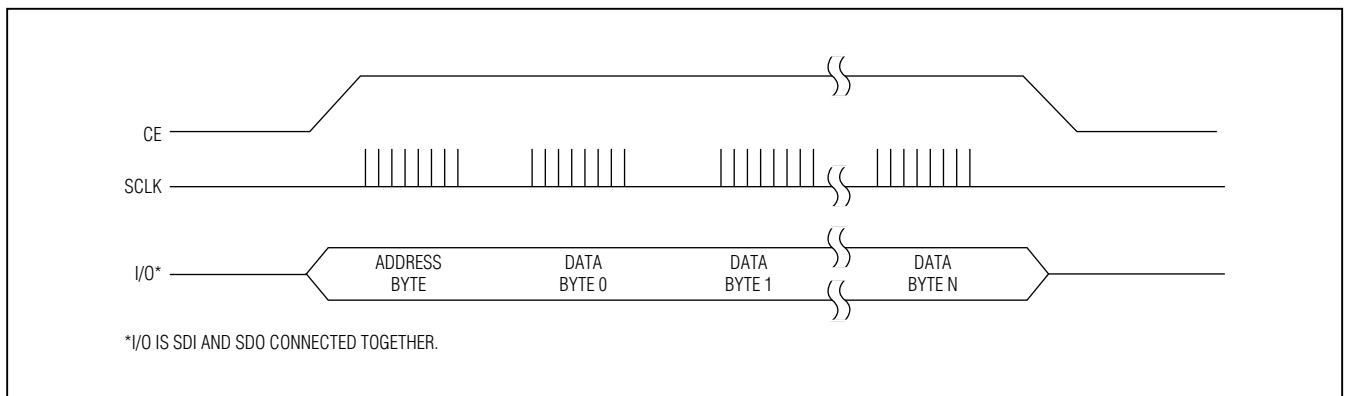 CE
SCLK
I/O*
ADDRESS
BYTE
DATA
BYTE 0
DATA
BYTE 1
DATA
BYTE N
*I/O IS SDI AND SDO CONNECTED TOGETHER.